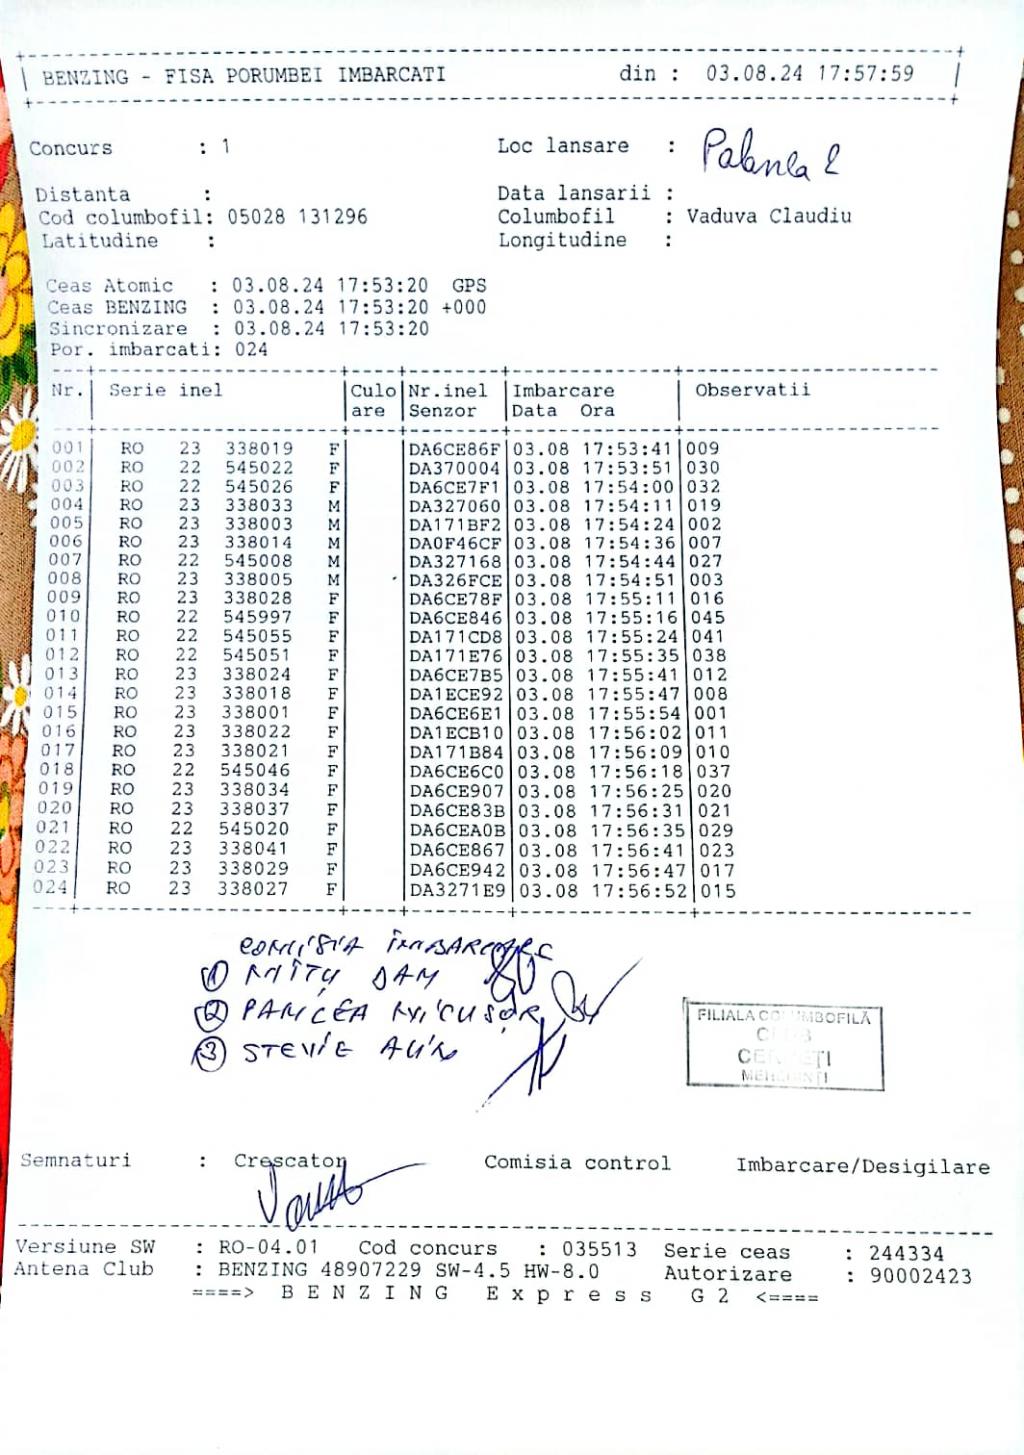 BENZING - FISA PORUMBEI IMBARCATI din : 03.08.24 17:57:59
Concurs : 1 Loc lansare : Palanca 2
Distanta : Data lansarii :
Cod columbofil: 05028 131296 Columbofil : Vaduva Claudiu
Latitudine : Longitudine :
Ceas Atomic : 03.08.24 17:53:20 GPS
Ceas BENZING : 03.08.24 17:53:20 +000
Sincronizare : 03.08.24 17:53:20
Por. imbarcati: 024
Nr. Serie inel Culo Nr.inel Imbarcare Observatii
are Senzor Data Ora
001 RO 23 338019 F DA6CE86F 03.08 17:53:41 009
002 RO 22 545022 F DA370004 03.08 17:53:51 030
003 RO 22 545026 F DA6CE7F1 03.08 17:54:00 032
004 RO 23 338033 M DA327060 03.08 17:54:11 019
005 RO 23 338003 M DA171BF2 03.08 17:54:24 002
006 RO 23 338014 M DA0F46CF 03.08 17:54:36 007
007 RO 22 545008 M DA327168 03.08 17:54:44 027
008 RO 23 338005 M DA326FCE 03.08 17:54:51 003
009 RO 23 338028 F DA6CE78F 03.08 17:55:11 016
010 RO 22 545997 F DA6CE846 03.08 17:55:16 045
011 RO 22 545055 F DA171CD8 03.08 17:55:24 041
012 RO 22 545051 F DA171E76 03.08 17:55:35 038
013 RO 23 338024 F DA6CE7B5 03.08 17:55:41 012
014 RO 23 338018 F DA1ECE92 03.08 17:55:47 008
015 RO 23 338001 F DA6CE6E1 03.08 17:55:54 001
016 RO 23 338022 F DA1ECB10 03.08 17:56:02 011
017 RO 23 338021 F DA171B84 03.08 17:56:09 010
018 RO 22 545046 F DA6CE6C0 03.08 17:56:18 037
019 RO 23 338034 F DA6CE907 03.08 17:56:25 020
020 RO 23 338037 F DA6CE83B 03.08 17:56:31 021
021 RO 22 545020 F DA6CEA0B 03.08 17:56:35 029
022 RO 23 338041 F DA6CE867 03.08 17:56:41 023
023 RO 23 338029 F DA6CE942 03.08 17:56:47 017
024 RO 23 338027 F DA3271E9 03.08 17:56:52 015
COMISIA ÎMBARCARE
1 MÎȚU DAN
2 PANCEA NICUȘOR
3 STEVIE ALIN
FILIALA COLUMBOFILĂ
CLUB
CERNEȚI
MEHEDINȚI
Semnaturi : Crescator Comisia control Imbarcare/Desigilare
Versiune SW : RO-04.01 Cod concurs : 035513 Serie ceas : 244334
Antena Club : BENZING 48907229 SW-4.5 HW-8.0 Autorizare : 90002423
====> B E N Z I N G E x p r e s s G 2 <====